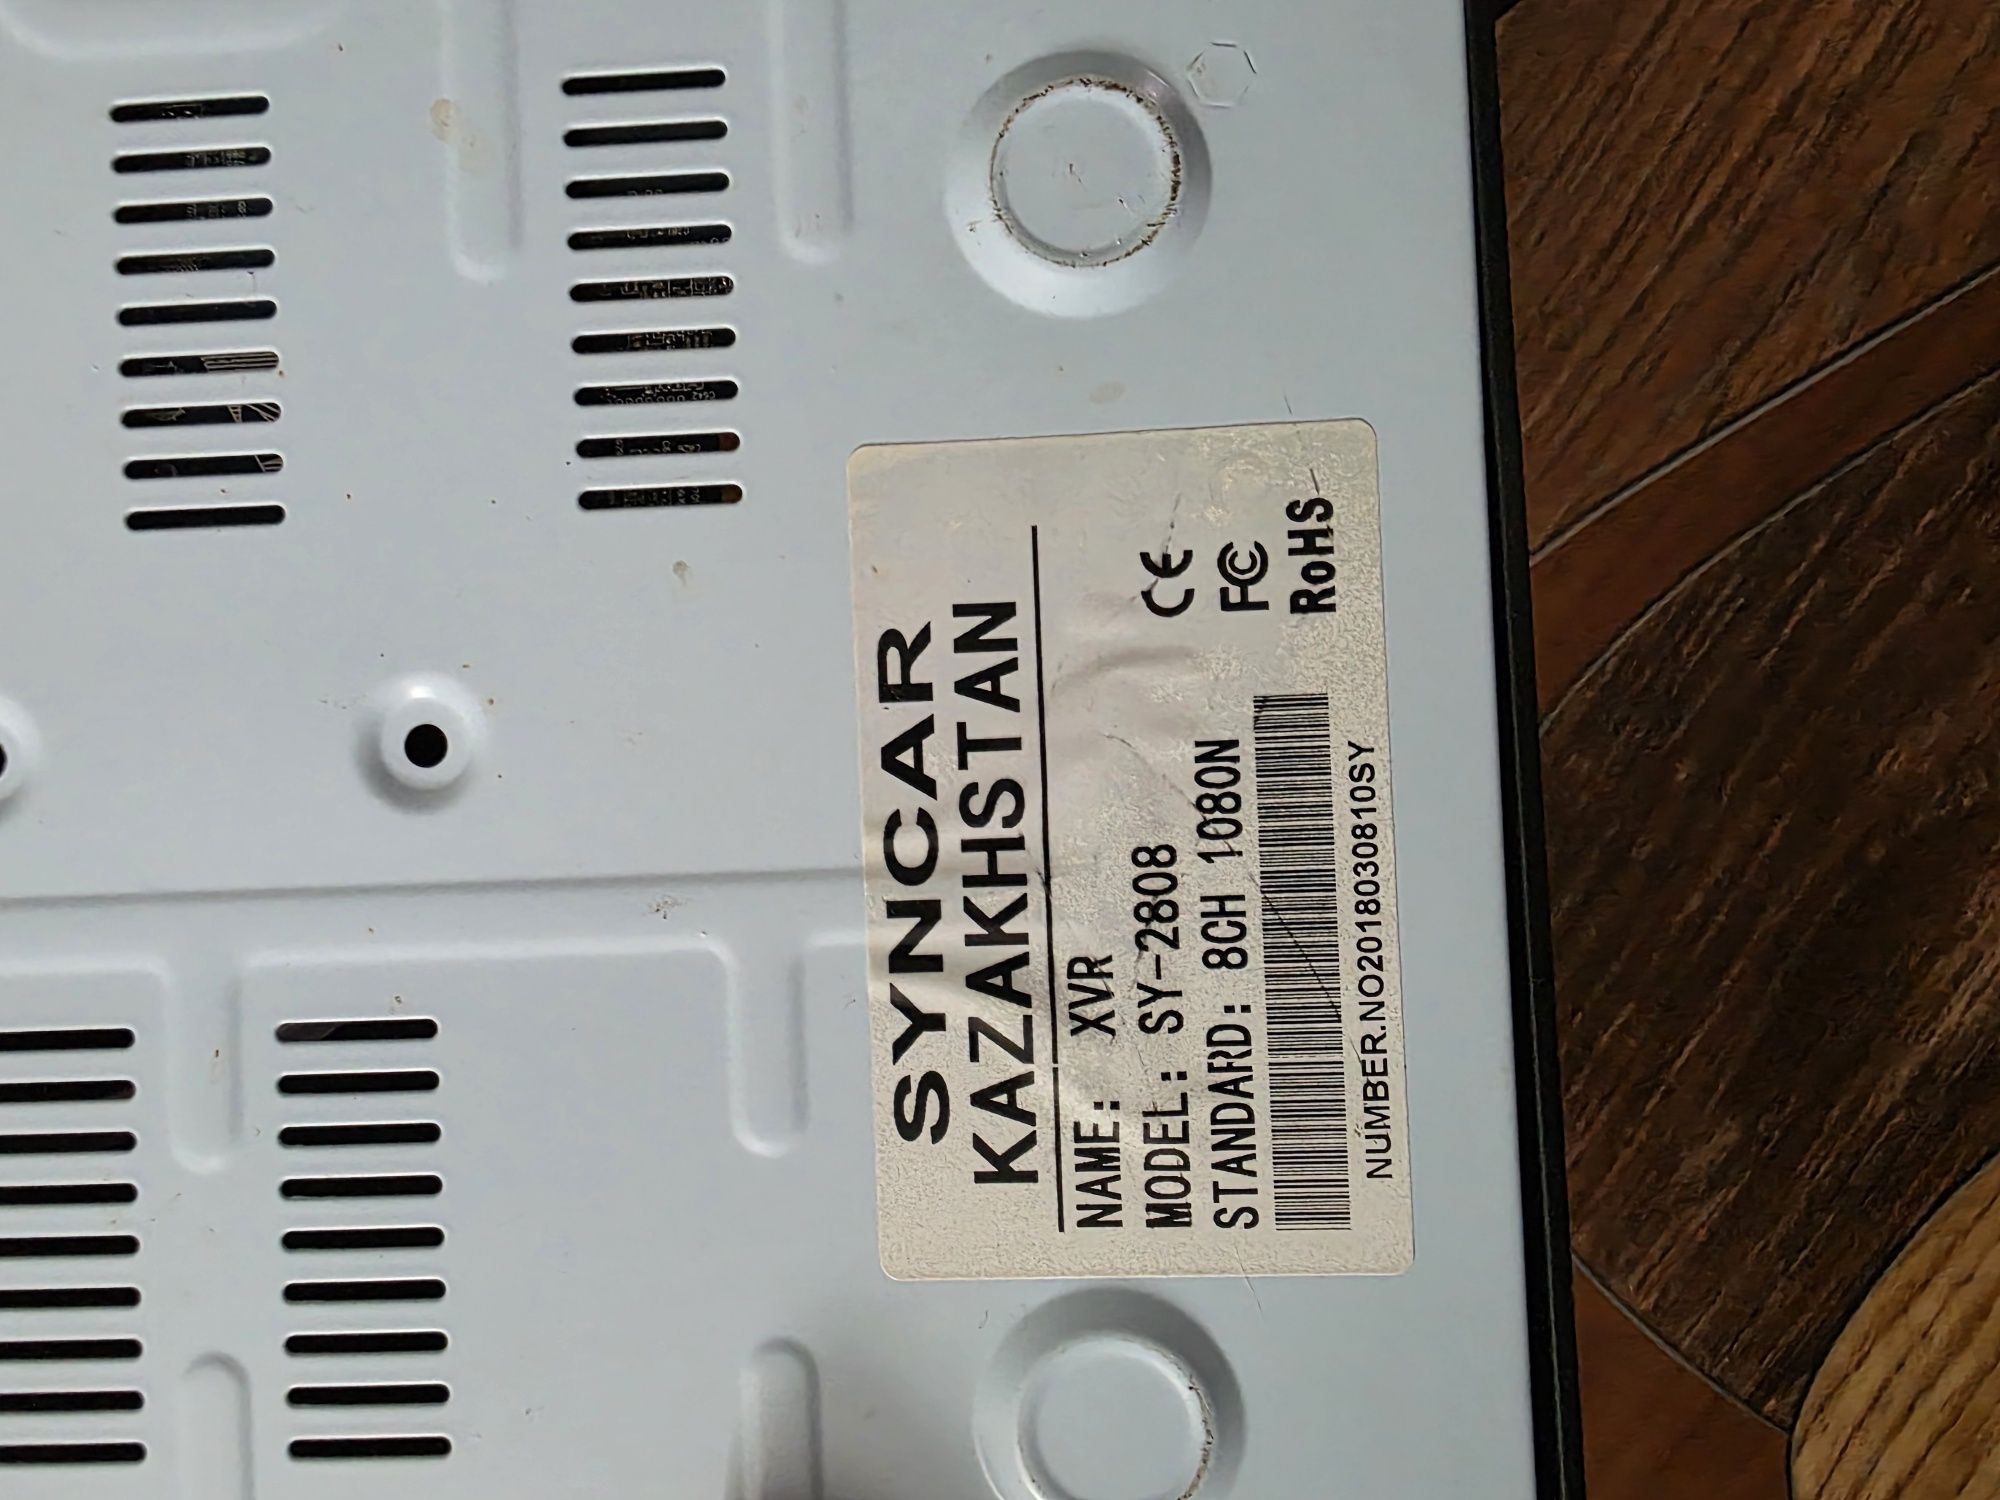 SYNCAR
KAZAKHSTAN
NAME: XVR
MODEL: SY-2808
STANDARD: 8CH 1080N
CE
FC
RoHS
NUMBER.NO2018030810SY